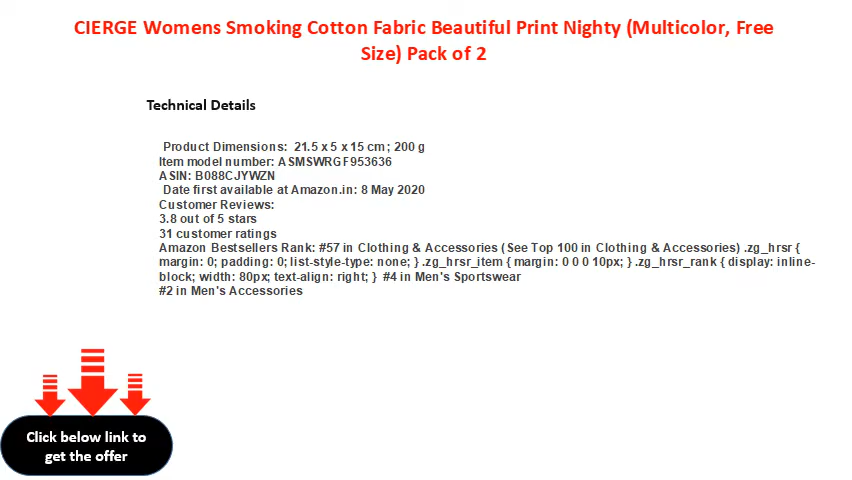 CIERGE Womens Smoking Cotton Fabric Beautiful Print Nighty (Multicolor, Free
Size) Pack of 2
Technical Details
Product Dimensions: 21.5 x 5 x 15 cm; 200 g
Item model number: ASMSWRGF953636
ASIN: B088CJYWZN
Date first available at Amazon.in: 8 May 2020
Customer Reviews:
3.8 out of 5 stars
31 customer ratings
Amazon Bestsellers Rank: #57 in Clothing & Accessories (See Top 100 in Clothing & Accessories) .zg_hrsr {
margin: 0; padding: 0; list-style-type: none; } .zg_hrsr_item { margin: 0 0 0 10px; } .zg_hrsr_rank { display: inline-
block; width: 80px; text-align: right; } #4 in Men's Sportswear
#2 in Men's Accessories
Click below link to
get the offer